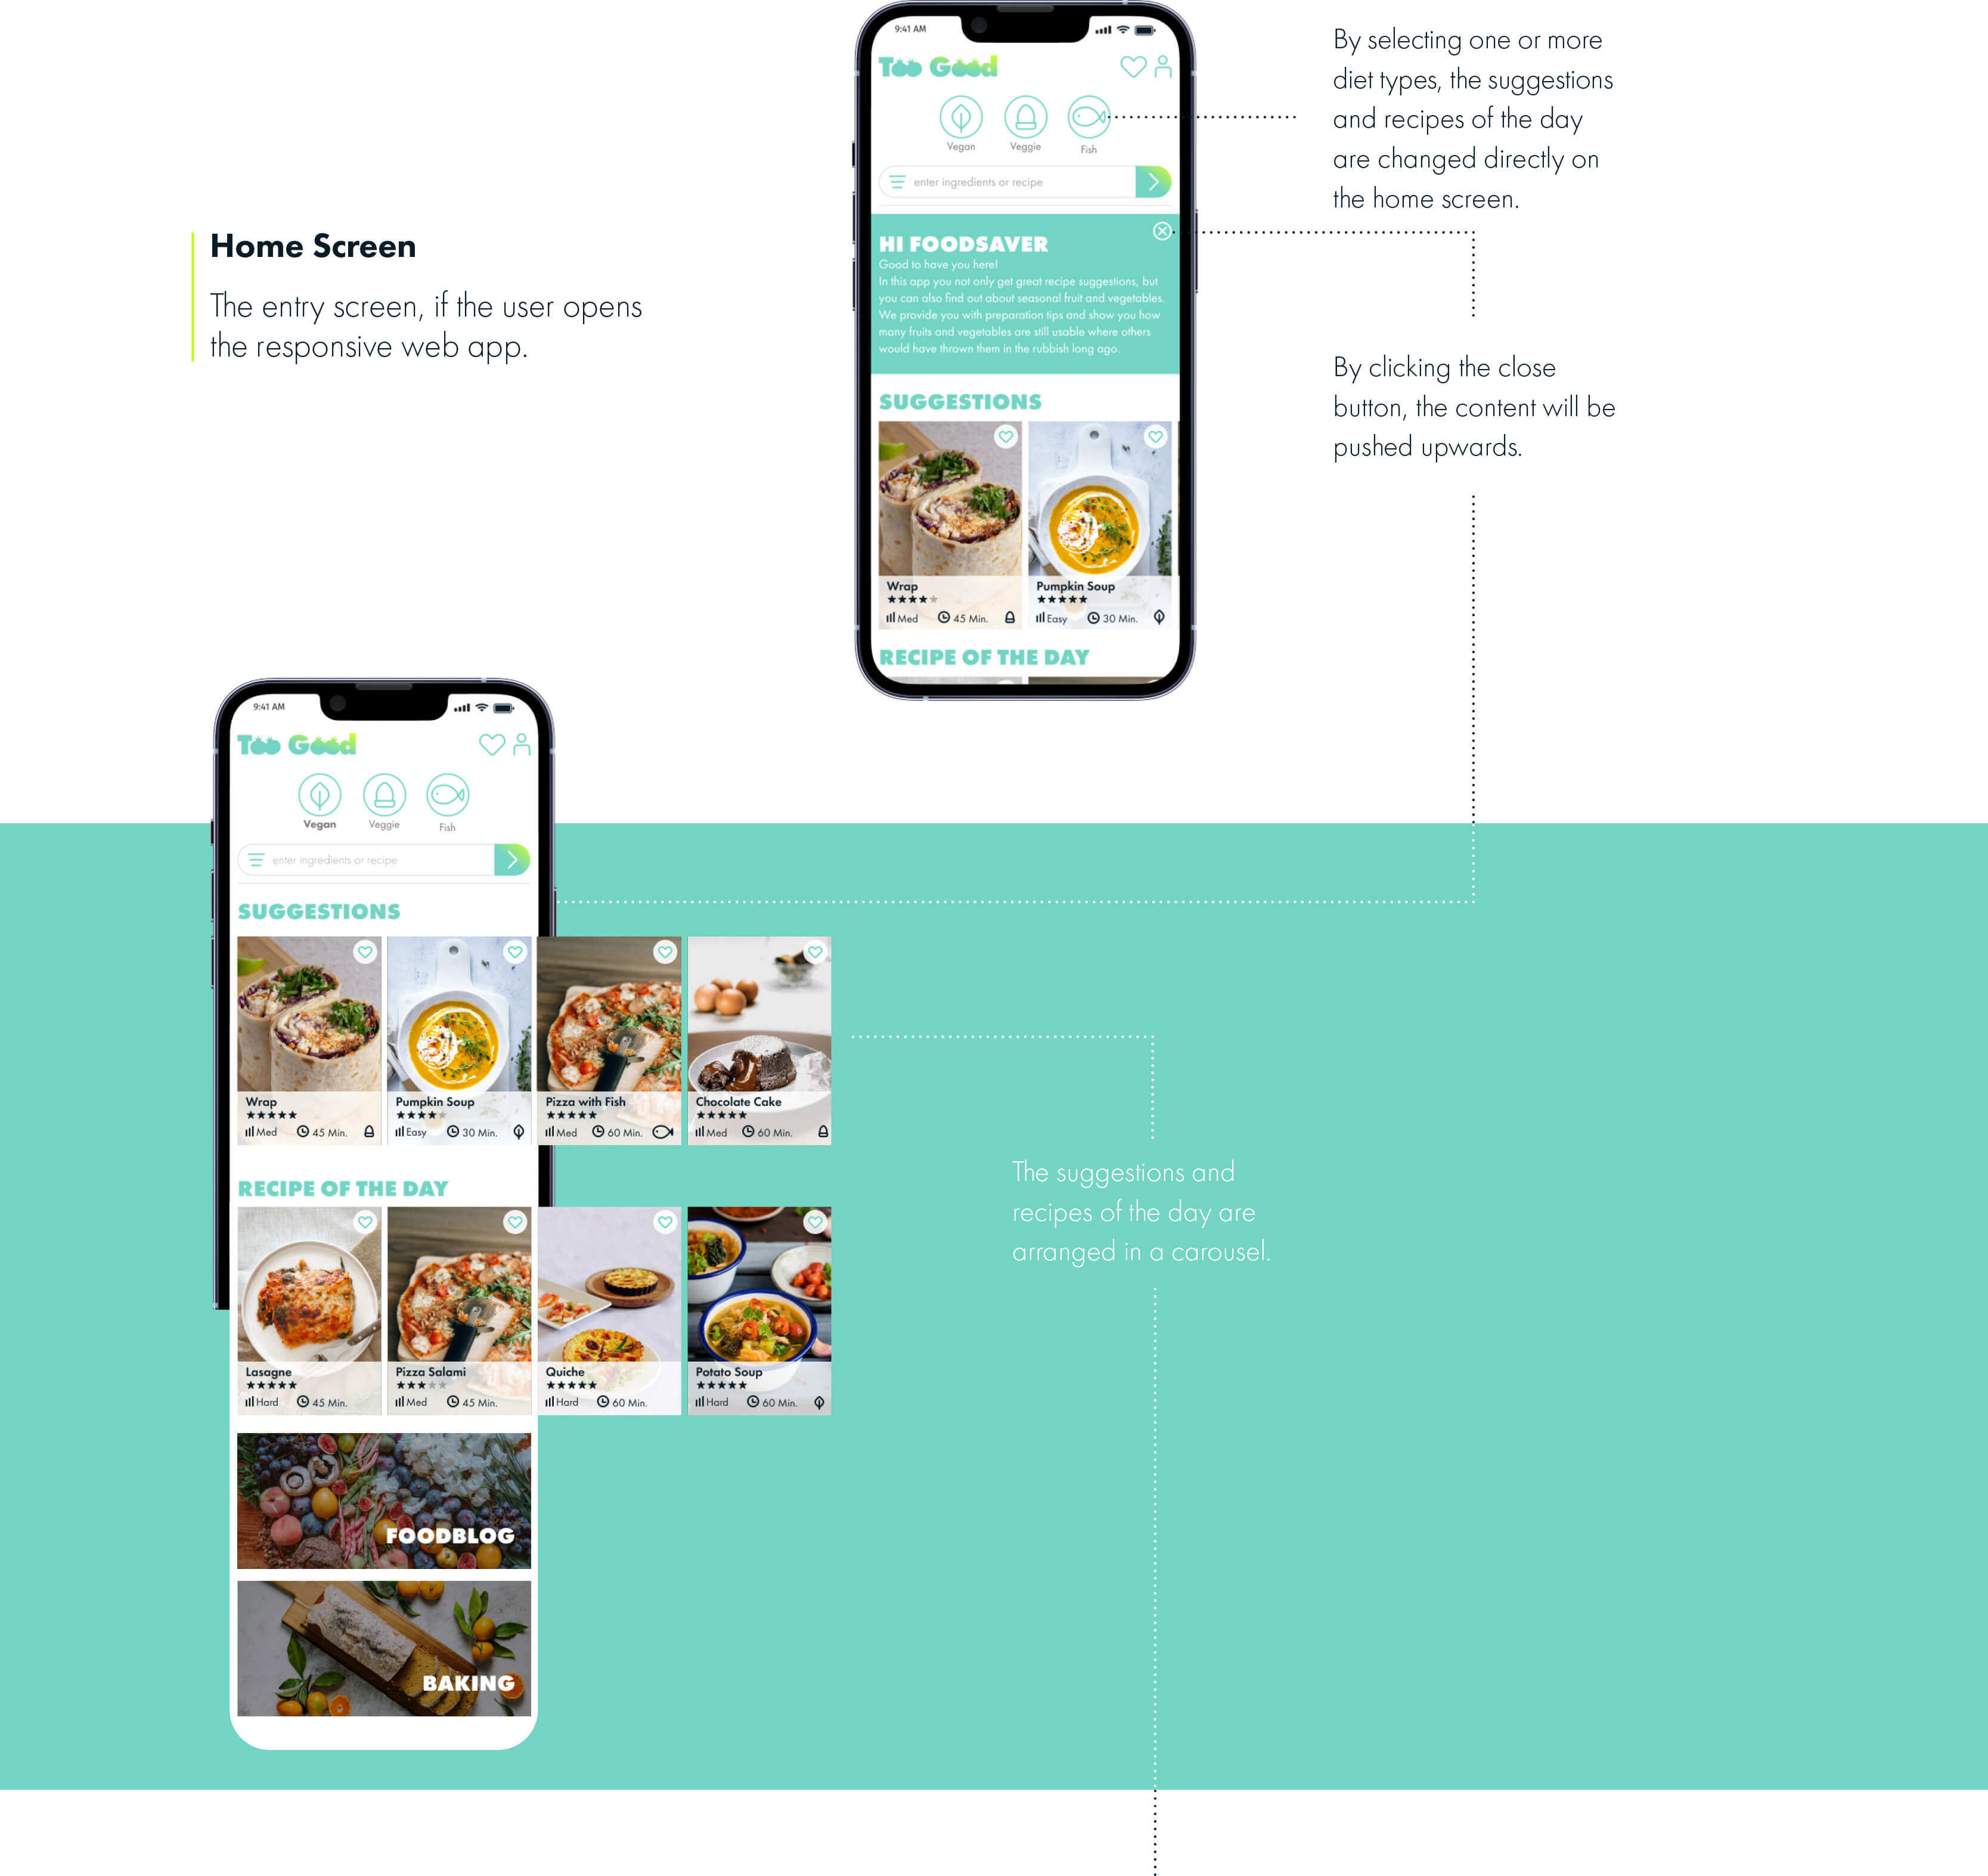 Home Screen
The entry screen, if the user opens
the responsive web app.
9:41 AM
Too Good
Vegan Veggie Fish
enter ingredients or recipe
HI FOODSAVER
Good to have you here!
In this app you not only get great recipe suggestions, but
you can also find out about seasonal fruit and vegetables.
We provide you with preparation tips and show you how
many fruits and vegetables are still usable where others
would have thrown them in the rubbish long ago.
SUGGESTIONS
Wrap
Med 45 Min.
Pumpkin Soup
Easy 30 Min.
RECIPE OF THE DAY
By selecting one or more
diet types, the suggestions
and recipes of the day
are changed directly on
the home screen.
By clicking the close
button, the content will be
pushed upwards.
9:41 AM
Too Good
Vegan Veggie Fish
enter ingredients or recipe
SUGGESTIONS
Wrap
Med 45 Min.
Pumpkin Soup
Easy 30 Min.
Pizza with Fish
Med 60 Min.
Chocolate Cake
Med 60 Min.
RECIPE OF THE DAY
Lasagne
Hard 45 Min.
Pizza Salami
Med 45 Min.
Quiche
Hard 60 Min.
Potato Soup
Hard 60 Min.
FOODBLOG
BAKING
The suggestions and
recipes of the day are
arranged in a carousel.